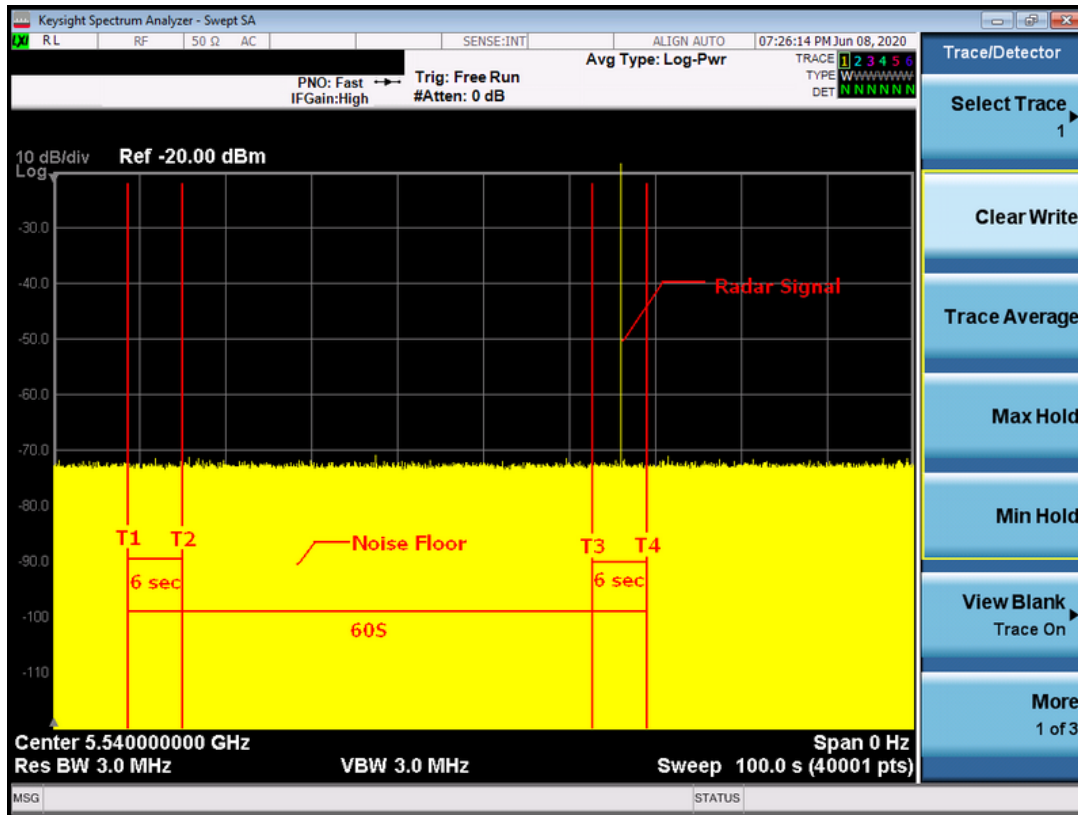 Keysight Spectrum Analyzer - Swept SA
LXI RL RF 50 Ω AC SENSE:INT ALIGN AUTO 07:26:14 PM Jun 08, 2020
Trace/Detector
PNO: Fast
IFGain:High
Trig: Free Run
#Atten: 0 dB
Avg Type: Log-Pwr
TRACE 1 2 3 4 5 6
TYPE WWWWWW
DET N N N N N N
Select Trace
1
10 dB/div Ref -20.00 dBm
Log
Clear Write
-30.0
-40.0
Radar Signal
Trace Average
-50.0
-60.0
Max Hold
-70.0
-80.0
Min Hold
T1 T2 Noise Floor T3 T4
-90.0
6 sec 6 sec
-100
60S
View Blank
Trace On
-110
More
1 of 3
Center 5.540000000 GHz Span 0 Hz
Res BW 3.0 MHz VBW 3.0 MHz Sweep 100.0 s (40001 pts)
MSG STATUS